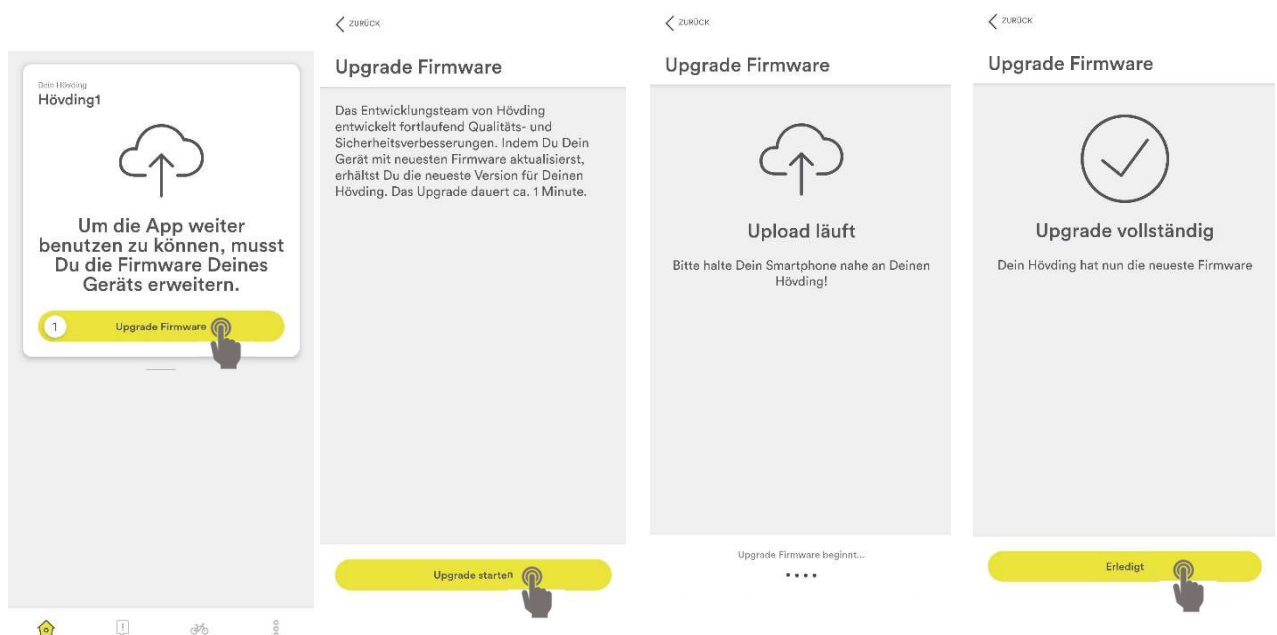 Dein Hövding
Hövding1
Um die App weiter
benutzen zu können, musst
Du die Firmware Deines
Geräts erweitern.
1 Upgrade Firmware
ZURÜCK
Upgrade Firmware
Das Entwicklungsteam von Hövding
entwickelt fortlaufend Qualitäts- und
Sicherheitsverbesserungen. Indem Du Dein
Gerät mit neuesten Firmware aktualisierst,
erhältst Du die neueste Version für Deinen
Hövding. Das Upgrade dauert ca. 1 Minute.
Upgrade starten
ZURÜCK
Upgrade Firmware
Upload läuft
Bitte halte Dein Smartphone nahe an Deinen
Hövding!
Upgrade Firmware beginnt...
ZURÜCK
Upgrade Firmware
Upgrade vollständig
Dein Hövding hat nun die neueste Firmware
Erledigt